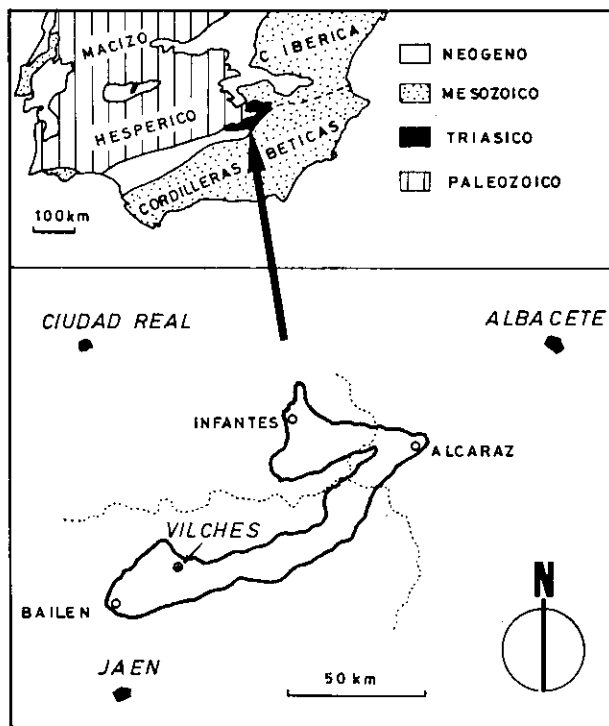 MACIZO
HESPERICO
C. IBERICA
CORDILLERAS BETICAS
100km
NEOGENO
MESOZOICO
TRIASICO
PALEOZOICO
CIUDAD REAL
ALBACETE
INFANTES
ALCARAZ
VILCHES
BAILEN
JAEN
50 km
N